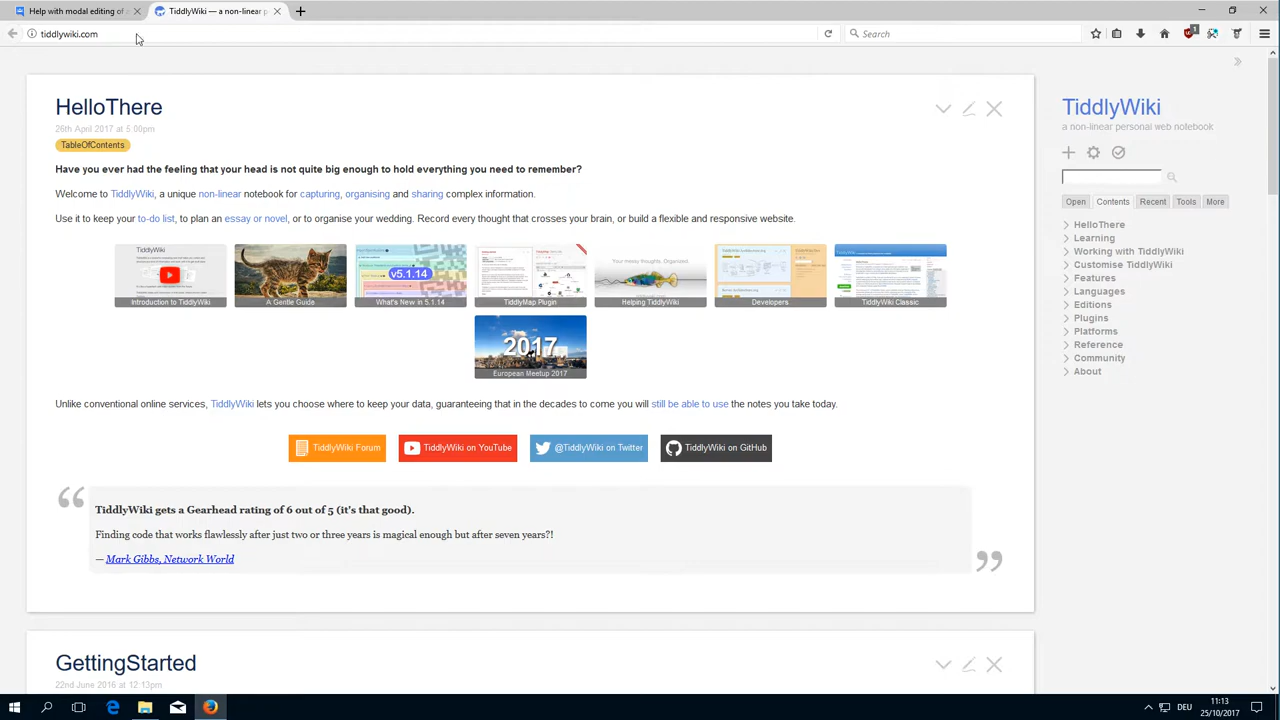 Help with modal editing of
TiddlyWiki — a non-linear p
tiddlywiki.com
Search
HelloThere
26th April 2017 at 5:00pm
TableOfContents
Have you ever had the feeling that your head is not quite big enough to hold everything you need to remember?
Welcome to TiddlyWiki, a unique non-linear notebook for capturing, organising and sharing complex information.
Use it to keep your to-do list, to plan an essay or novel, or to organise your wedding. Record every thought that crosses your brain, or build a flexible and responsive website.
TiddlyWiki
Introduction to TiddlyWiki
A Gentle Guide
v5.1.14
What's New in 5.1.14
TiddlyMap Plugin
Your messy thoughts, Organized.
Helping TiddlyWiki
Developers
TiddlyWiki Classic
2017
European Meetup 2017
Unlike conventional online services, TiddlyWiki lets you choose where to keep your data, guaranteeing that in the decades to come you will still be able to use the notes you take today.
TiddlyWiki Forum
TiddlyWiki on YouTube
@TiddlyWiki on Twitter
TiddlyWiki on GitHub
TiddlyWiki gets a Gearhead rating of 6 out of 5 (it's that good).
Finding code that works flawlessly after just two or three years is magical enough but after seven years?!
— Mark Gibbs, Network World
GettingStarted
22nd June 2016 at 12:13pm
TiddlyWiki
a non-linear personal web notebook
Open
Contents
Recent
Tools
More
HelloThere
Learning
Working with TiddlyWiki
Customise TiddlyWiki
Features
Languages
Editions
Plugins
Platforms
Reference
Community
About
DEU
11:13
25/10/2017